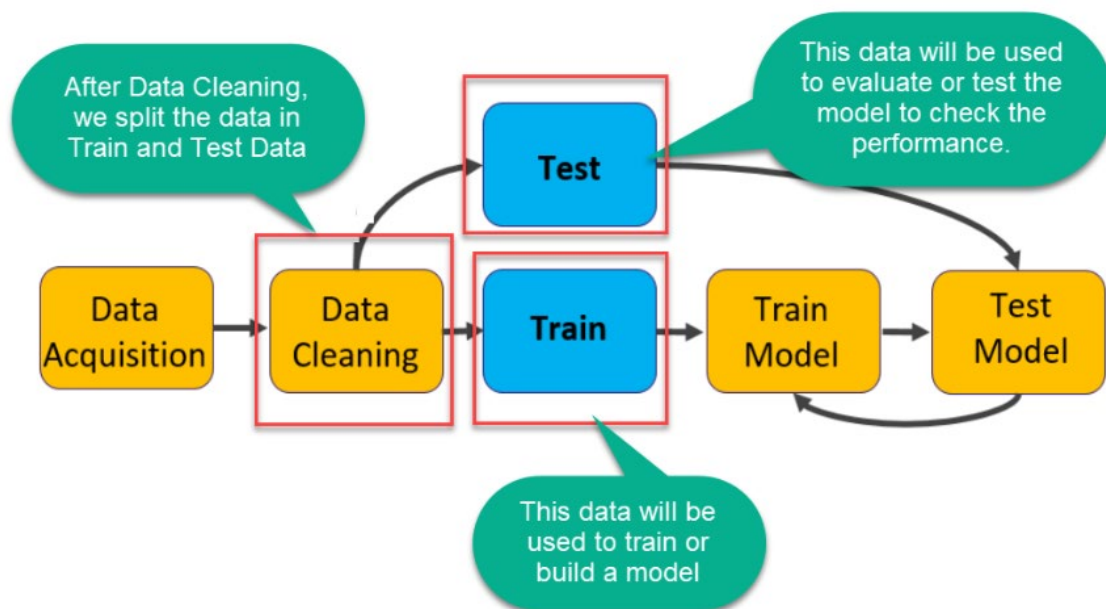 After Data Cleaning,
we split the data in
Train and Test Data
This data will be used
to evaluate or test the
model to check the
performance.
Test
Data
Acquisition
Data
Cleaning
Train
Train
Model
Test
Model
This data will be
used to train or
build a model